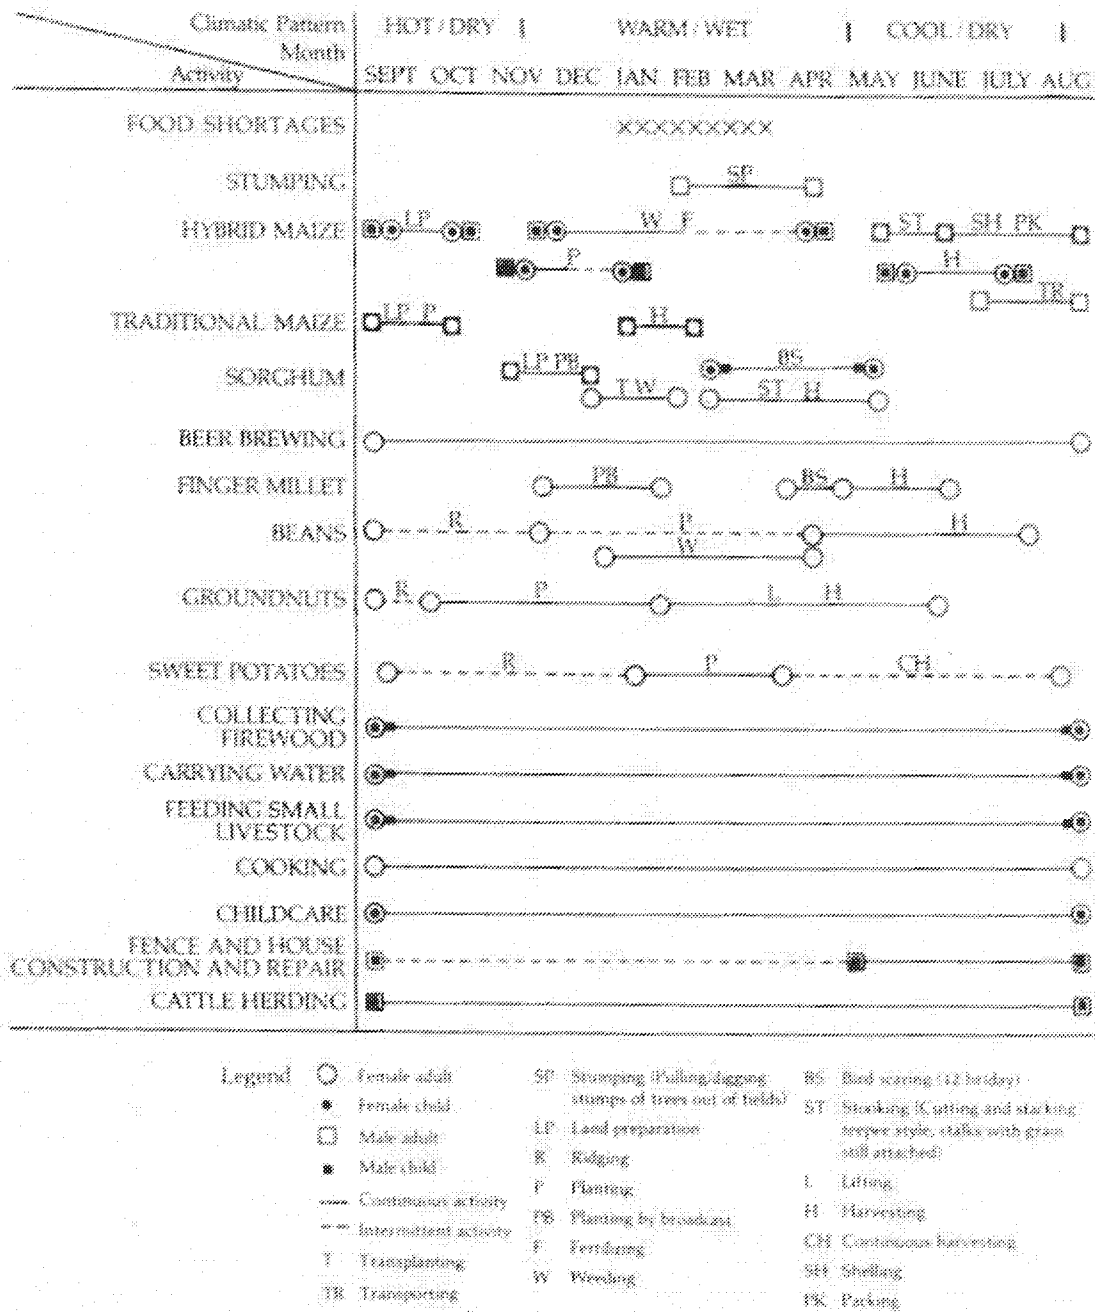 Climatic Pattern HOT / DRY | WARM / WET | COOL / DRY |
Month
Activity SEPT OCT NOV DEC JAN FEB MAR APR MAY JUNE JULY AUG
FOOD SHORTAGES XXXXXXXXXX
STUMPING SP
HYBRID MAIZE LP W F ST SH PK
P H
TR
TRADITIONAL MAIZE LP P H
SORGHUM LP PB BS
T W ST H
BEER BREWING
FINGER MILLET PB BS H
BEANS R P H
W
GROUNDNUTS R P L H
SWEET POTATOES R P CH
COLLECTING
FIREWOOD
CARRYING WATER
FEEDING SMALL
LIVESTOCK
COOKING
CHILDCARE
FENCE AND HOUSE
CONSTRUCTION AND REPAIR
CATTLE HERDING
Legend
Female adult
Female child
Male adult
Male child
Continuous activity
Intermittent activity
T Transplanting
TR Transporting
SP Stumping (Pulling/digging
stumps of trees out of fields)
LP Land preparation
R Ridging
P Planting
PB Planting by broadcast
F Fertilizing
W Weeding
BS Bird scaring (12 hr/day)
ST Stooking (Cutting and stacking
teepee style, stalks with grain
still attached)
L Lifting
H Harvesting
CH Continuous harvesting
SH Shelling
PK Packing